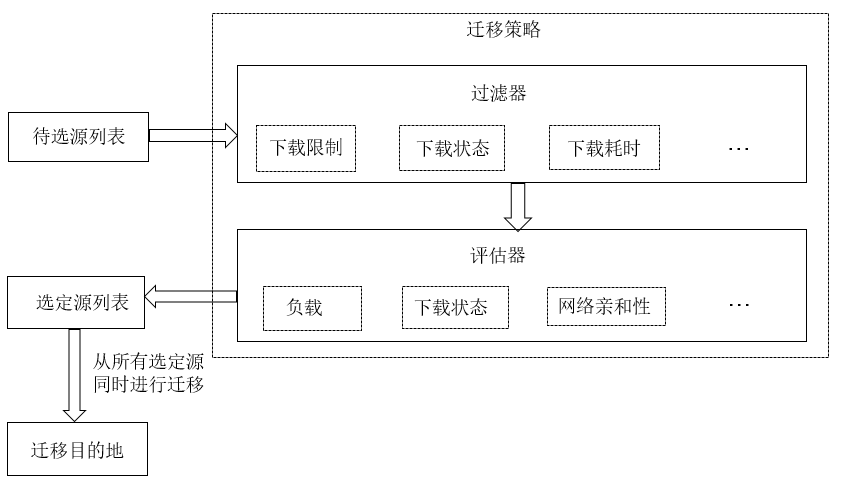 迁移策略
过滤器
待选源列表
下载限制
下载状态
下载耗时
...
评估器
选定源列表
负载
下载状态
网络亲和性
...
从所有选定源
同时进行迁移
迁移目的地